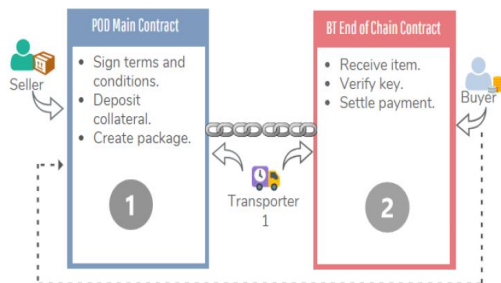 POD Main Contract
• Sign terms and
conditions.
• Deposit
collateral.
• Create package.
1
Seller
Transporter
1
BT End of Chain Contract
• Receive item.
• Verify key.
• Settle payment.
2
Buyer